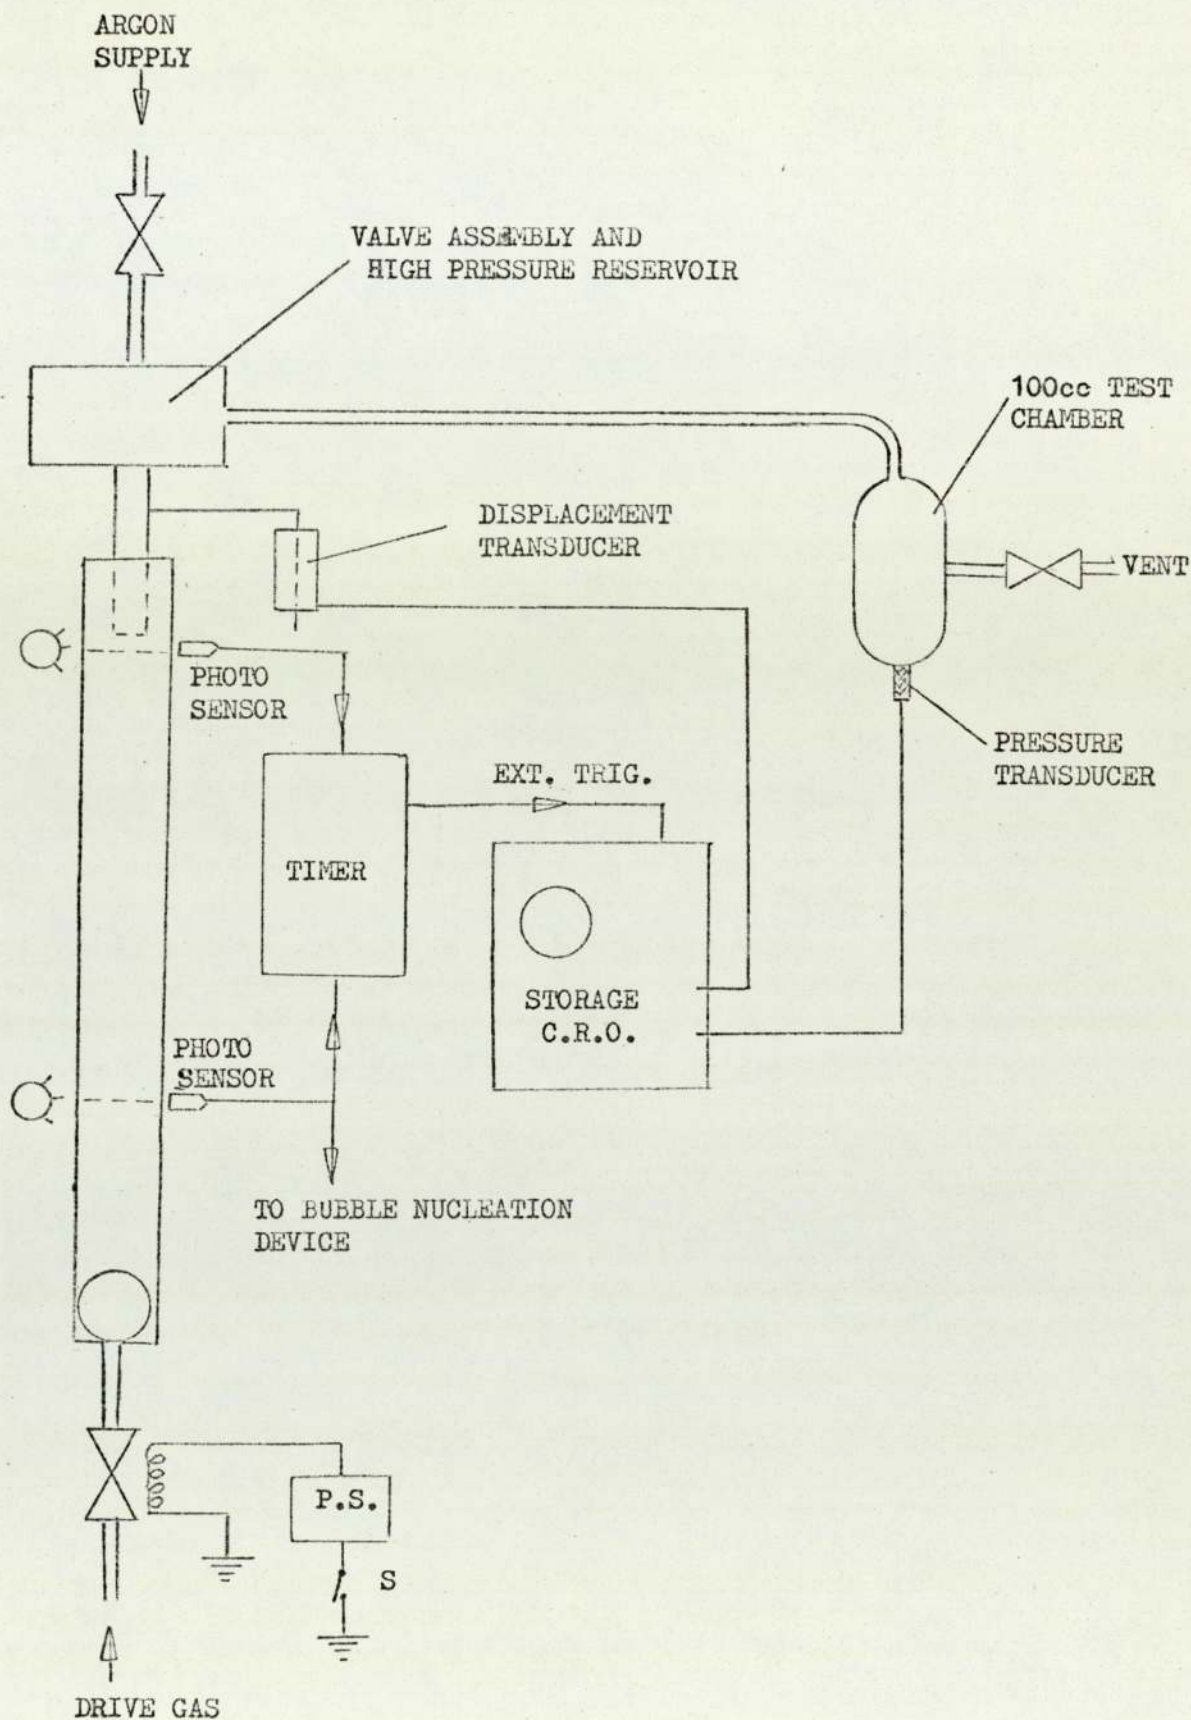 ARGON
SUPPLY
VALVE ASSEMBLY AND
HIGH PRESSURE RESERVOIR
100cc TEST
CHAMBER
DISPLACEMENT
TRANSDUCER
VENT
PHOTO
SENSOR
PRESSURE
TRANSDUCER
EXT. TRIG.
TIMER
STORAGE
C.R.O.
PHOTO
SENSOR
TO BUBBLE NUCLEATION
DEVICE
P.S.
S
DRIVE GAS